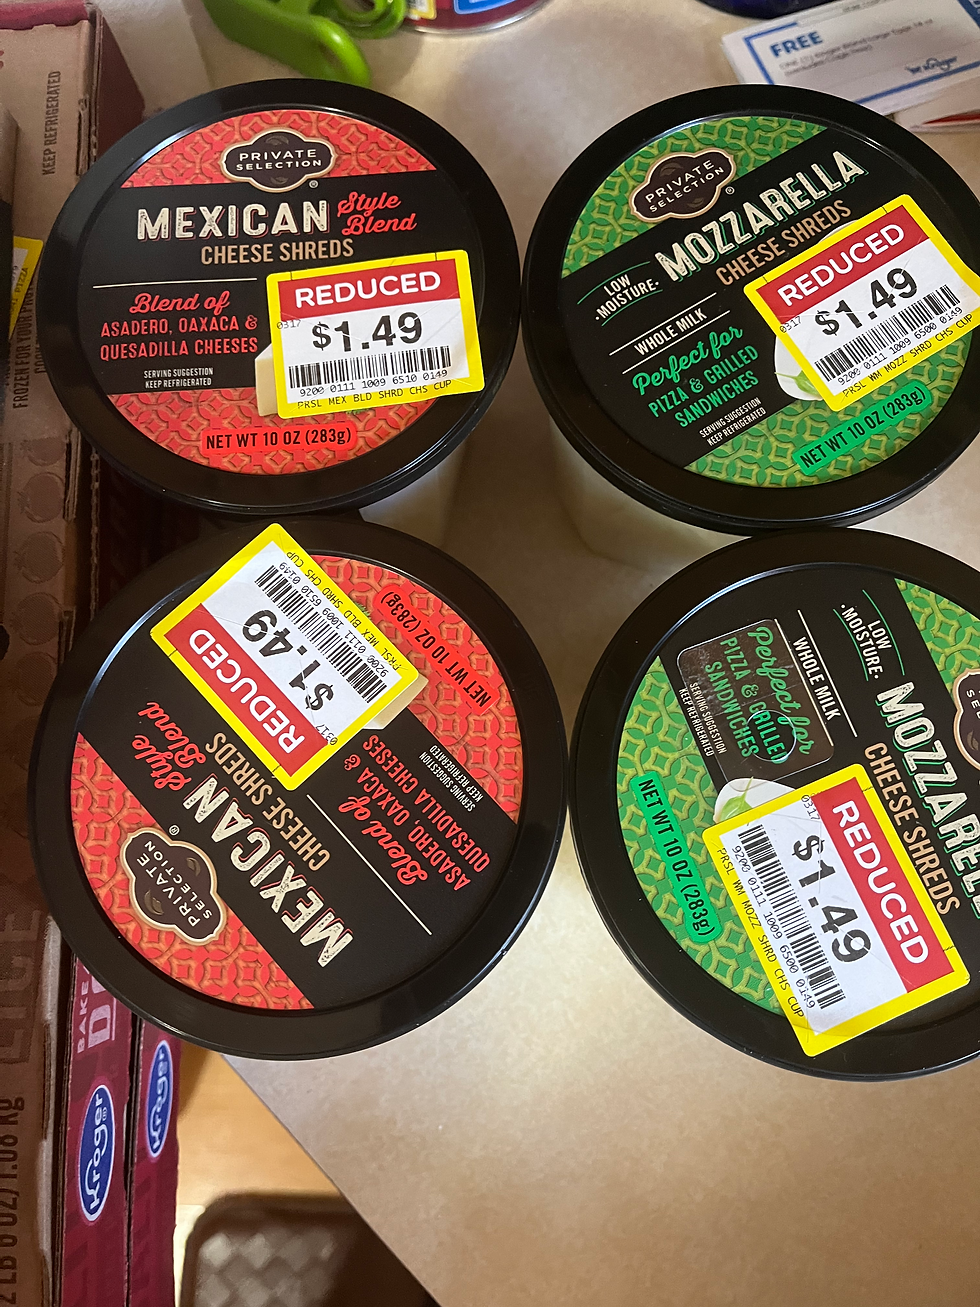 KEEP REFRIGERATED
FREE
Kroger
PRIVATE
SELECTION
®
MEXICAN Style
Blend
CHEESE SHREDS
Blend of
ASADERO, OAXACA &
QUESADILLA CHEESES
SERVING SUGGESTION
KEEP REFRIGERATED
REDUCED
0317
$1.49
9200 0111 1009 6510 0149
PRSL MEX BLD SHRD CHS CUP
NET WT 10 OZ (283g)
PRIVATE
SELECTION
®
LOW
MOISTURE
MOZZARELLA
CHEESE SHREDS
WHOLE MILK
Perfect for
PIZZA & GRILLED
SANDWICHES
SERVING SUGGESTION
KEEP REFRIGERATED
REDUCED
0317
$1.49
9200 0111 1009 6500 0149
PRSL WM MOZZ SHRD CHS CUP
NET WT 10 OZ (283g)
PRIVATE
SELECTION
®
MEXICAN Style
Blend
CHEESE SHREDS
Blend of
ASADERO, OAXACA &
QUESADILLA CHEESES
SERVING SUGGESTION
KEEP REFRIGERATED
REDUCED
0317
$1.49
9200 0111 1009 6510 0149
PRSL MEX BLD SHRD CHS CUP
NET WT 10 OZ (283g)
LOW
MOISTURE
MOZZARELL
CHEESE SHREDS
WHOLE MILK
Perfect for
PIZZA & GRILLED
SANDWICHES
SERVING SUGGESTION
KEEP REFRIGERATED
REDUCED
0317
$1.49
9200 0111 1009 6500 0149
PRSL WM MOZZ SHRD CHS CUP
NET WT 10 OZ (283g)
BAKE
Kroger
Kroger